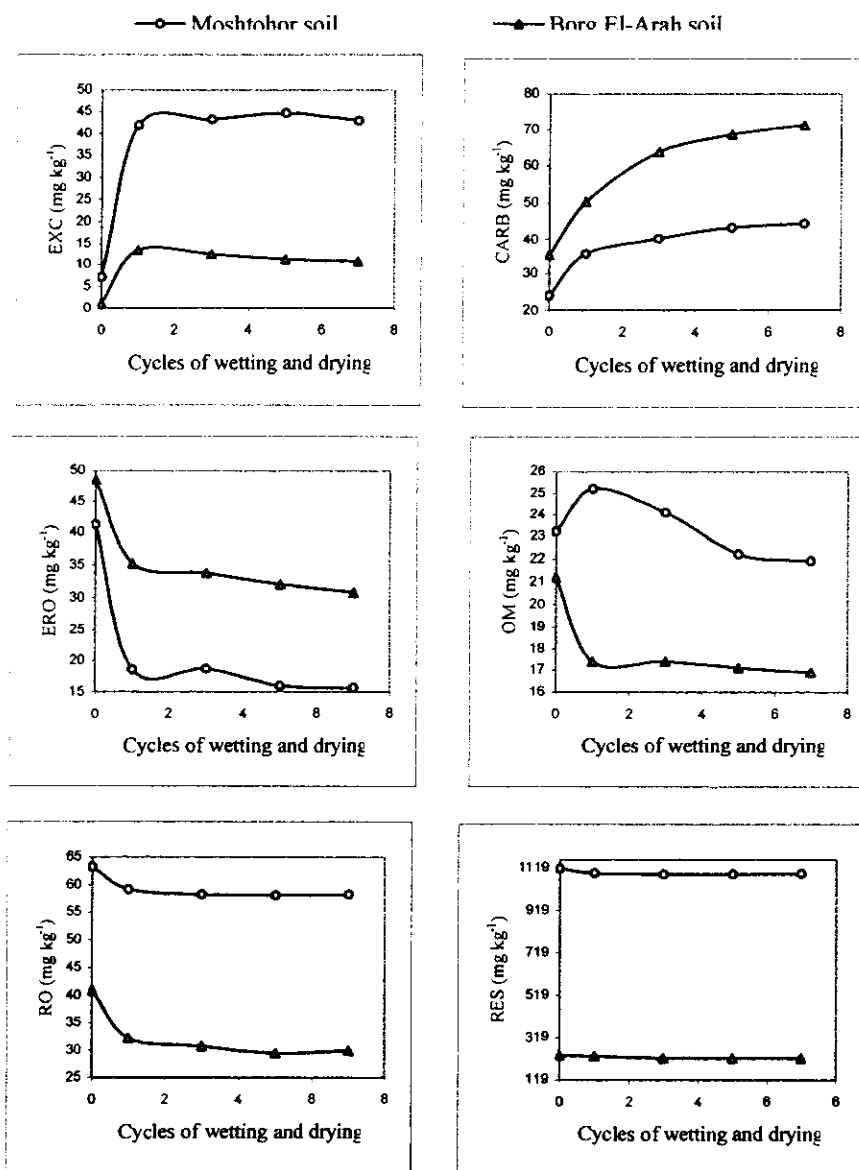 Moshtohor soil Borg El-Arab soil
50
45
40
35
30
25
20
15
10
5
0
EXC (mg kg-1)
0 2 4 6 8
Cycles of wetting and drying
80
70
60
50
40
30
20
CARB (mg kg-1)
0 2 4 6 8
Cycles of wetting and drying
50
45
40
35
30
25
20
15
ERO (mg kg-1)
0 2 4 6 8
Cycles of wetting and drying
26
25
24
23
22
21
20
19
18
17
16
OM (mg kg-1)
0 2 4 6 8
Cycles of wetting and drying
65
60
55
50
45
40
35
30
25
RO (mg kg-1)
0 2 4 6 8
Cycles of wetting and drying
1119
919
719
519
319
119
RES (mg kg-1)
0 2 4 6 6
Cycles of wetting and drying